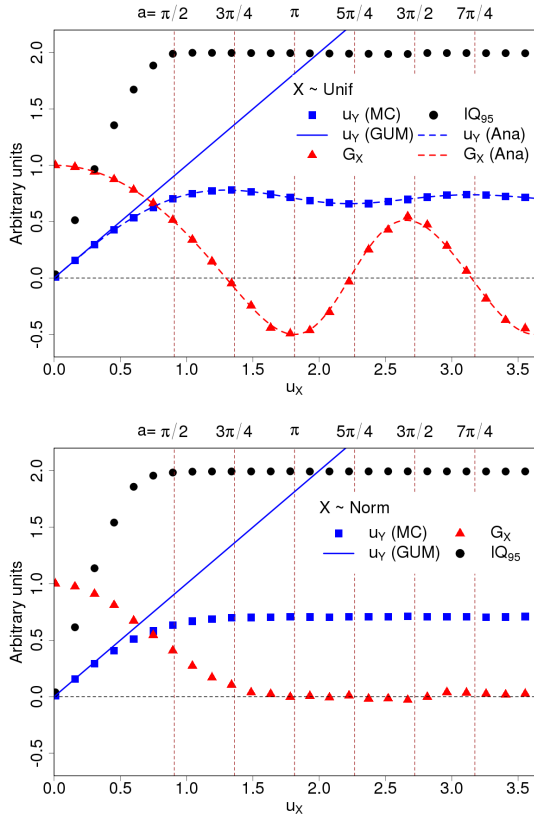 a= π/2 3π/4 π 5π/4 3π/2 7π/4
2.0
1.5
1.0
0.5
0.0
-0.5
Arbitrary units
X ~ Unif
u_Y (MC) IQ_95
u_Y (GUM) u_Y (Ana)
G_X G_X (Ana)
0.0 0.5 1.0 1.5 2.0 2.5 3.0 3.5
u_X
a= π/2 3π/4 π 5π/4 3π/2 7π/4
2.0
1.5
1.0
0.5
0.0
-0.5
Arbitrary units
X ~ Norm
u_Y (MC) G_X
u_Y (GUM) IQ_95
0.0 0.5 1.0 1.5 2.0 2.5 3.0 3.5
u_X